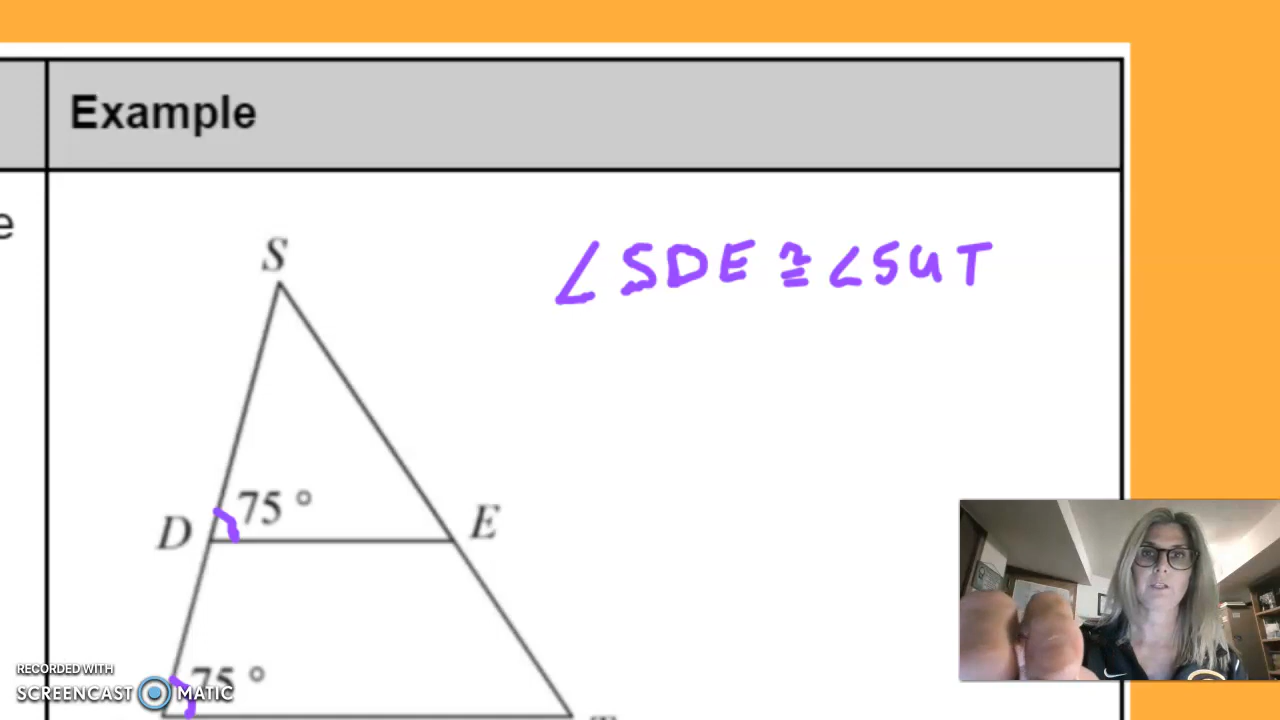 e
Example
S
∠SDE ≅ ∠SUT
75 °
D
E
75 °
RECORDED WITH
SCREENCAST MATIC